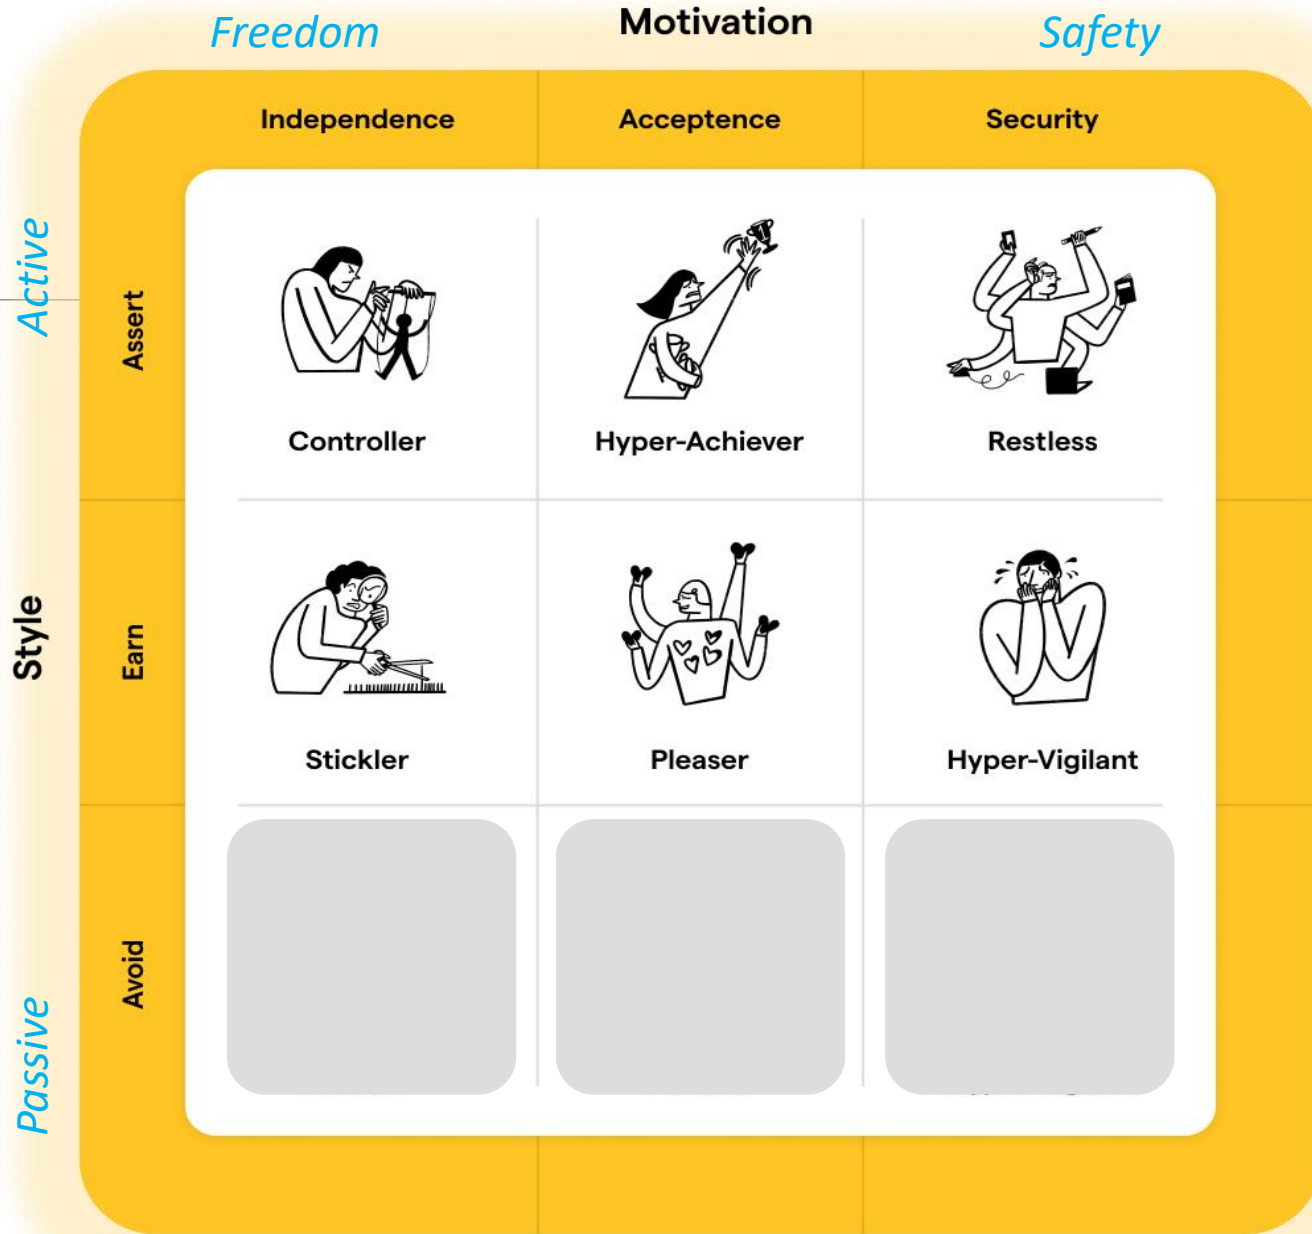 Freedom
Motivation
Safety
Independence
Acceptence
Security
Active
Assert
Controller
Hyper-Achiever
Restless
Style
Earn
Stickler
Pleaser
Hyper-Vigilant
Avoid
Passive